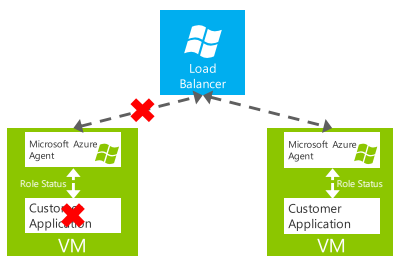 Load
Balancer
Microsoft Azure
Agent
Role Status
Customer
Application
VM
Microsoft Azure
Agent
Role Status
Customer
Application
VM